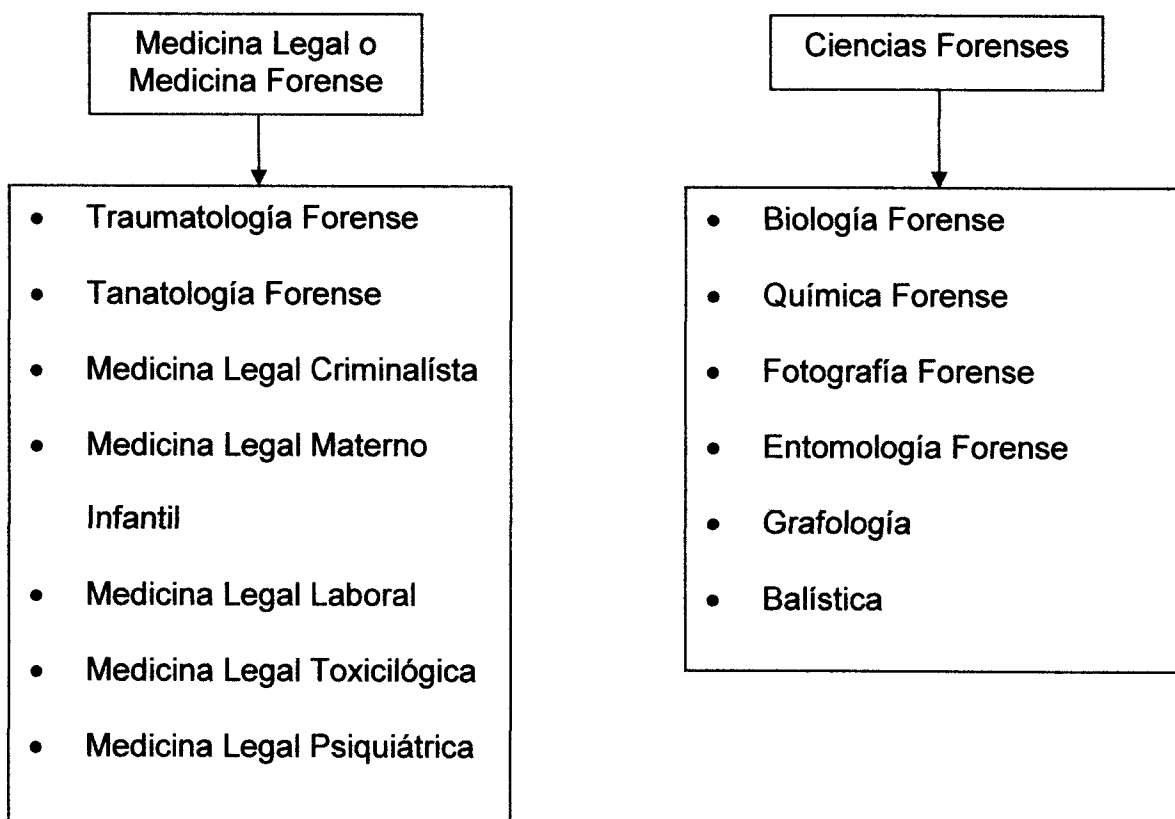 Medicina Legal o
Medicina Forense
• Traumatología Forense
• Tanatología Forense
• Medicina Legal Criminalísta
• Medicina Legal Materno
Infantil
• Medicina Legal Laboral
• Medicina Legal Toxicilógica
• Medicina Legal Psiquiátrica
Ciencias Forenses
• Biología Forense
• Química Forense
• Fotografía Forense
• Entomología Forense
• Grafología
• Balística